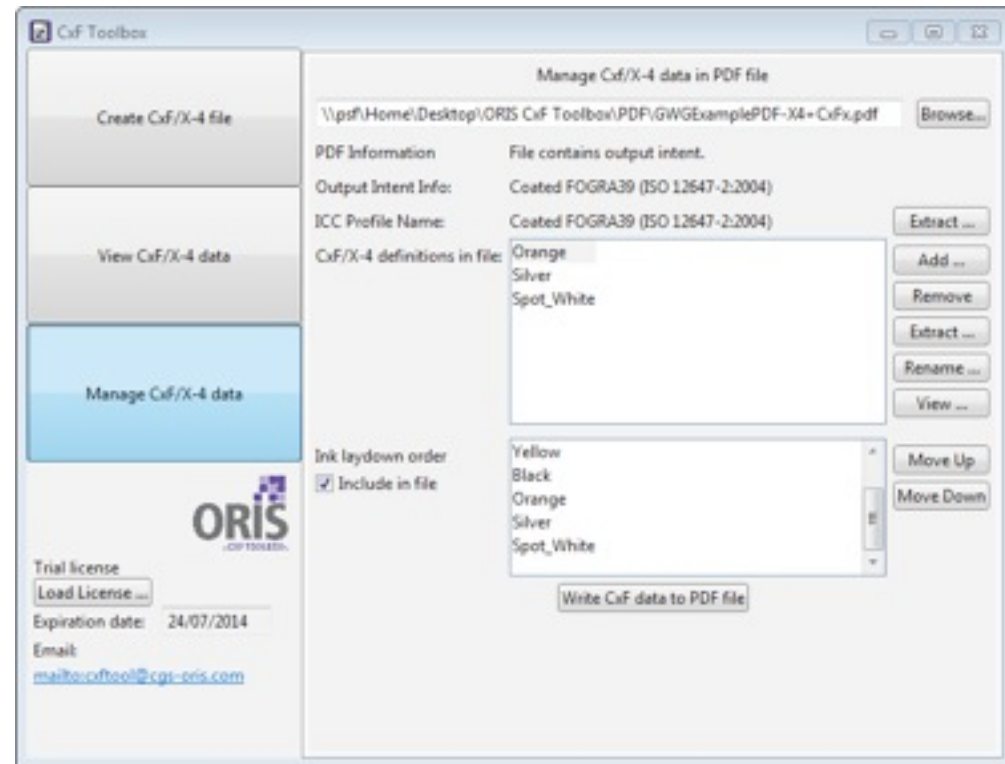 CxF Toolbox
Create CxF/X-4 file
View CxF/X-4 data
Manage CxF/X-4 data
ORIS
CXF TOOLBOX
Trial license
Load License ...
Expiration date: 24/07/2014
Email:
mailto:cxftool@cgs-oris.com
Manage CxF/X-4 data in PDF file
\\psf\Home\Desktop\ORIS CxF Toolbox\PDF\GWGExamplePDF-X4+CxFx.pdf Browse...
PDF Information File contains output intent.
Output Intent Info: Coated FOGRA39 (ISO 12647-2:2004)
ICC Profile Name: Coated FOGRA39 (ISO 12647-2:2004) Extract ...
CxF/X-4 definitions in file: Orange
Silver
Spot_White
Add ...
Remove
Extract ...
Rename ...
View ...
Ink laydown order
Include in file
Yellow
Black
Orange
Silver
Spot_White
Move Up
Move Down
Write CxF data to PDF file